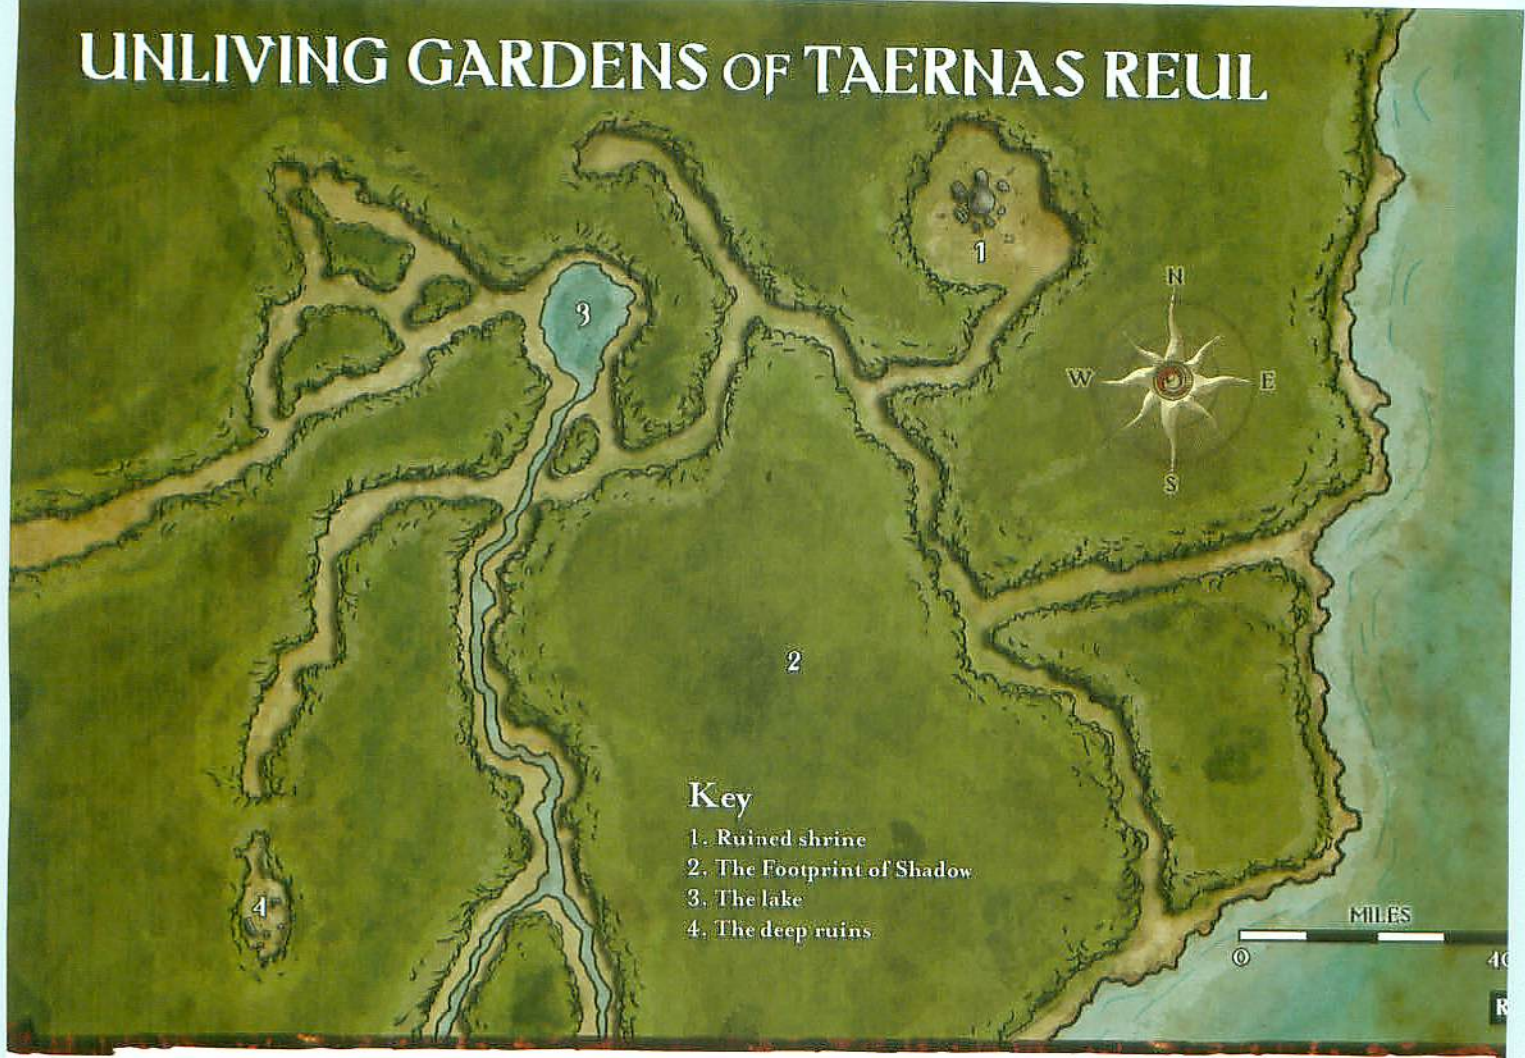 UNLIVING GARDENS OF TAERNAS REUL
1
N
3
W E
S
2
Key
1. Ruined shrine
2. The Footprint of Shadow
3. The lake
4. The deep ruins
4
MILES
0